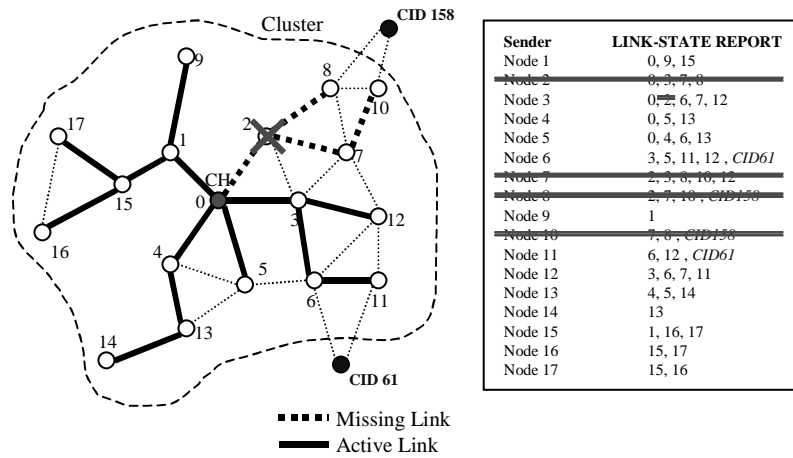 Cluster
CID 158
9
8
10
17
2
1
7
CH
15
0
3
12
16
4
5
6
11
14
13
CID 61
Missing Link
Active Link
Sender LINK-STATE REPORT
Node 1 0, 9, 15
Node 2 0, 3, 7, 8
Node 3 0, 2, 6, 7, 12
Node 4 0, 5, 13
Node 5 0, 4, 6, 13
Node 6 3, 5, 11, 12 , CID61
Node 7 2, 3, 8, 10, 12
Node 8 2, 7, 10 , CID158
Node 9 1
Node 10 7, 8 , CID158
Node 11 6, 12 , CID61
Node 12 3, 6, 7, 11
Node 13 4, 5, 14
Node 14 13
Node 15 1, 16, 17
Node 16 15, 17
Node 17 15, 16